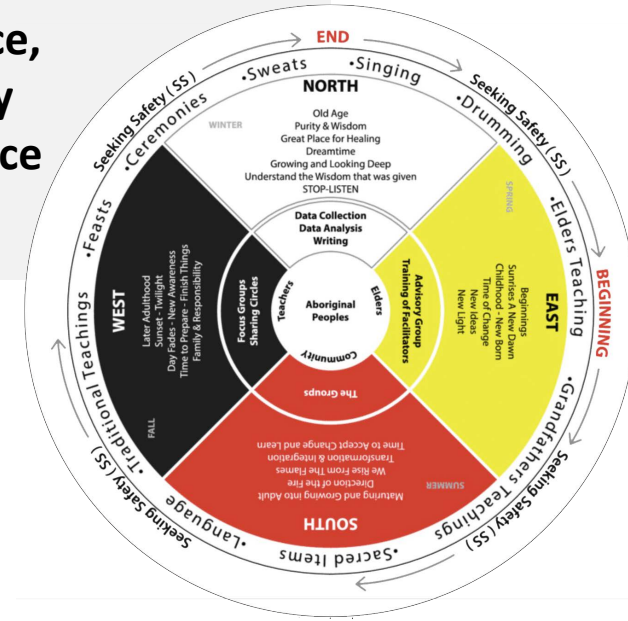 ce,
y
ce
END
BEGINNING
Seeking Safety (SS)
Seeking Safety (SS)
Seeking Safety (SS)
Seeking Safety (SS)
•Sweats
•Singing
•Drumming
•Elders Teaching
•Grandfathers Teachings
•Sacred Items
•Language
•Traditional Teachings
•Feasts
•Ceremonies
NORTH
WINTER
Old Age
Purity & Wisdom
Great Place for Healing
Dreamtime
Growing and Looking Deep
Understand the Wisdom that was given
STOP-LISTEN
Data Collection
Data Analysis
Writing
EAST
SPRING
Beginnings
Sunrises A New Dawn
Childhood - New Born
Time of Change
New Ideas
New Light
Advisory Group
Training of Facilitators
SOUTH
SUMMER
Maturing and Growing into Adult
Direction of the Fire
We Rise From The Flames
Transformation & Integration
Time to Accept Change and Learn
The Groups
WEST
FALL
Later Adulthood
Sunset - Twilight
Day Fades - New Awareness
Time to Prepare - Finish Things
Family & Responsibility
Focus Groups
Sharing Circles
Teachers
Elders
Community
Aboriginal
Peoples